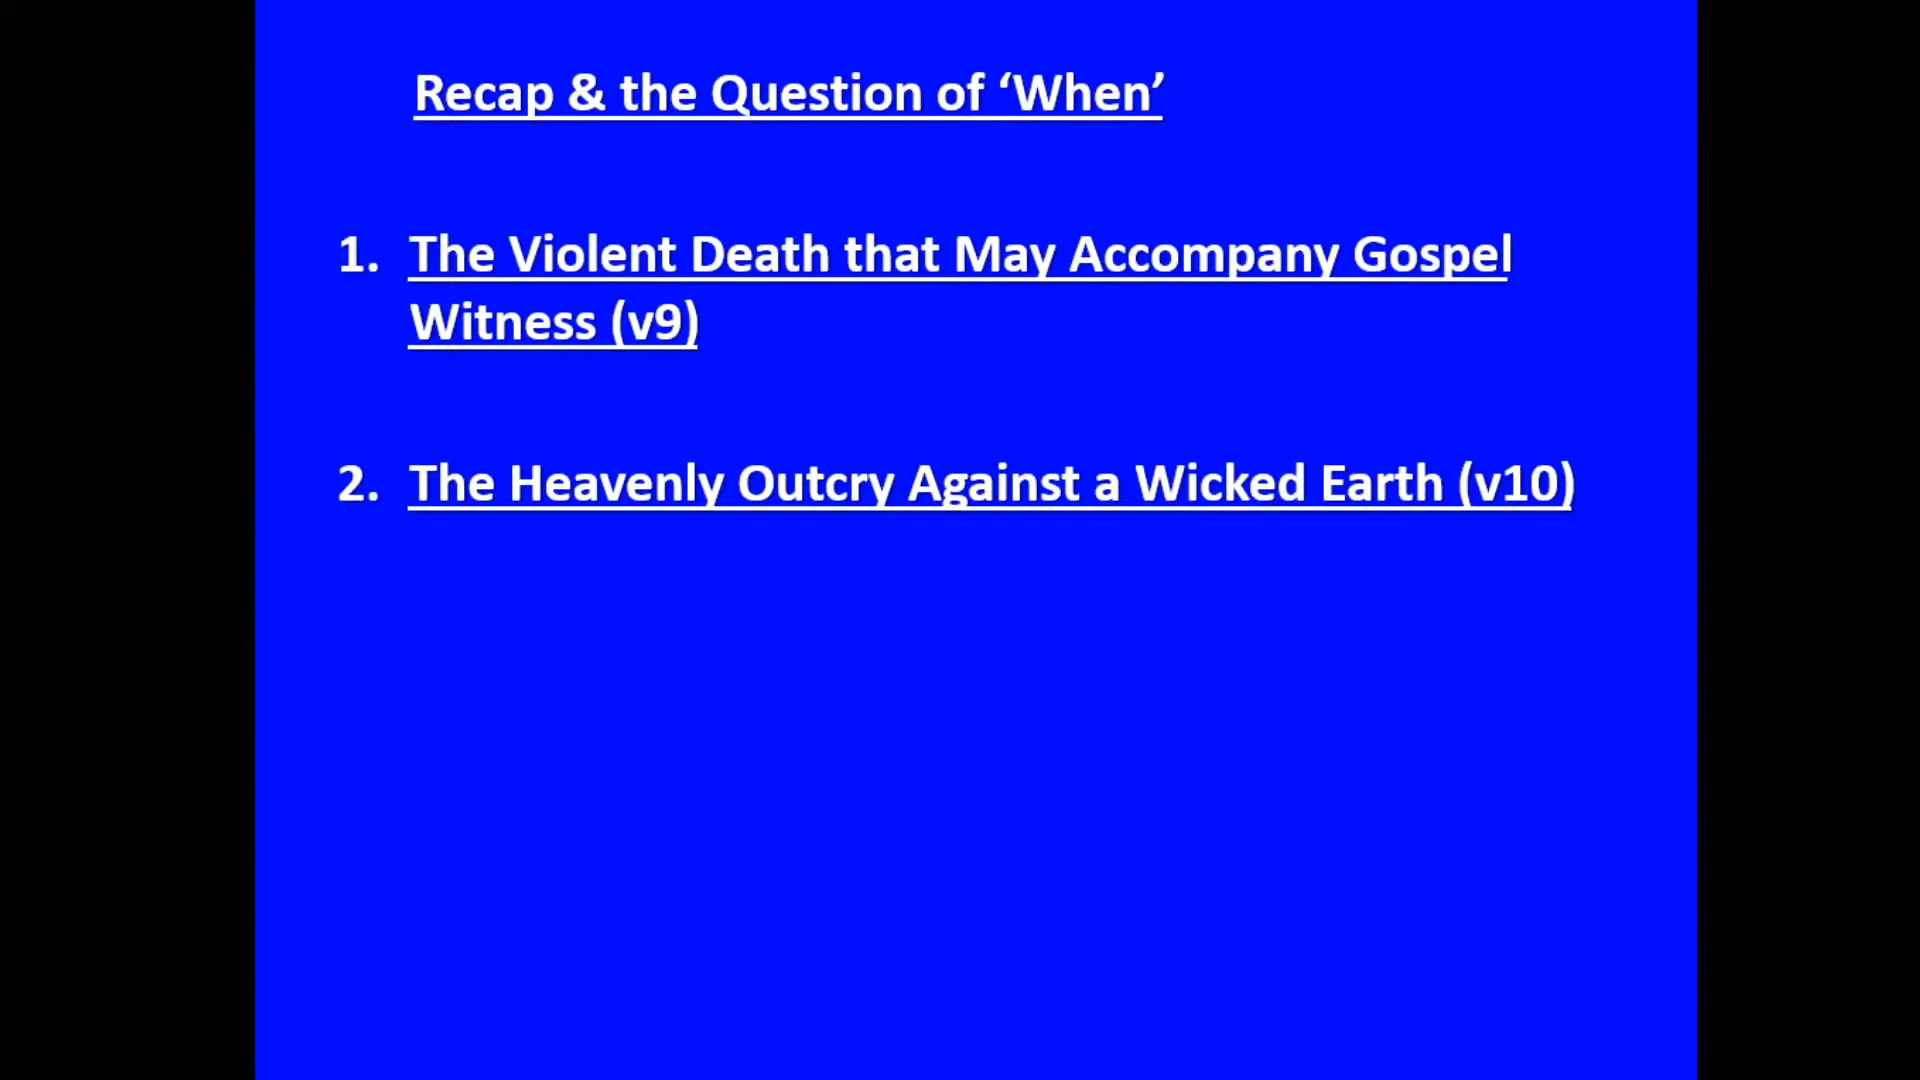 Recap & the Question of ‘When’
1. The Violent Death that May Accompany Gospel
Witness (v9)
2. The Heavenly Outcry Against a Wicked Earth (v10)